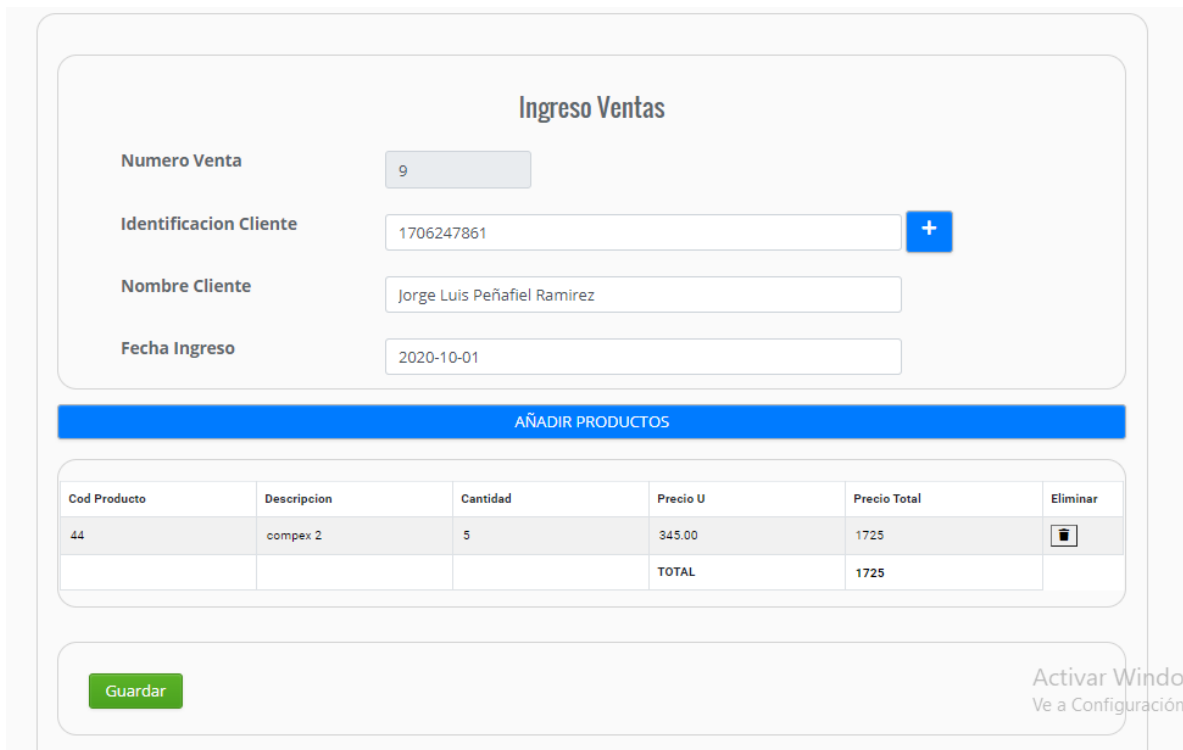 Ingreso Ventas
Numero Venta 9
Identificacion Cliente 1706247861 +
Nombre Cliente Jorge Luis Peñafiel Ramirez
Fecha Ingreso 2020-10-01
AÑADIR PRODUCTOS
Cod Producto Descripcion Cantidad Precio U Precio Total Eliminar
44 compex 2 5 345.00 1725
TOTAL 1725
Guardar
Activar Windo
Ve a Configuración